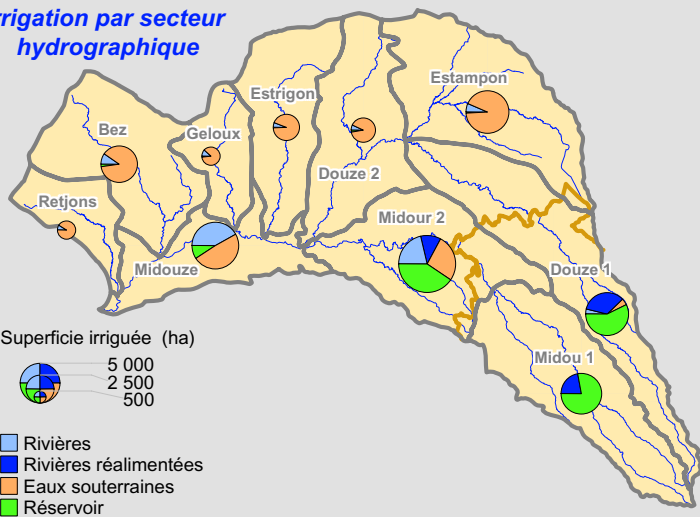 rrigation par secteur
hydrographique
Estampon
Estrigon
Bez
Geloux
Douze 2
Retjons
Midour 2
Midouze
Douze 1
Midou 1
Superficie irriguée (ha)
5 000
2 500
500
Rivières
Rivières réalimentées
Eaux souterraines
Réservoir